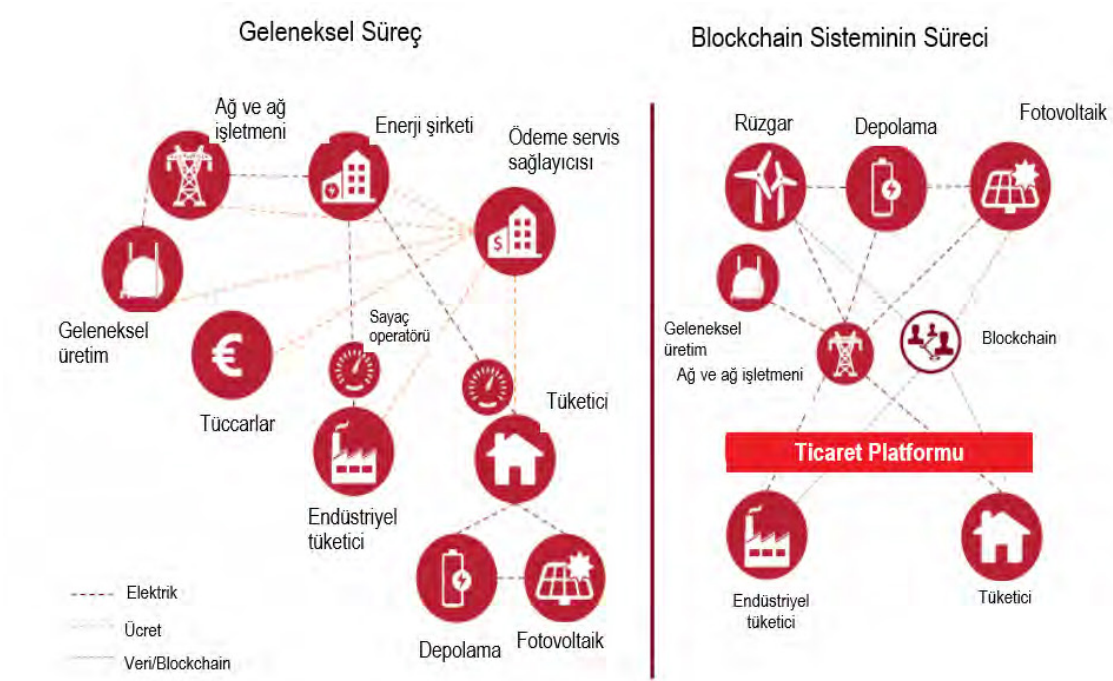 Geleneksel Süreç
Ağ ve ağ
işletmeni
Enerji şirketi
Ödeme servis
sağlayıcısı
$
Geleneksel
üretim
€
Tüccarlar
Sayaç
operatörü
Tüketici
Endüstriyel
tüketici
Depolama
Fotovoltaik
Elektrik
Ücret
Veri/Blockchain
Blockchain Sisteminin Süreci
Rüzgar
Depolama
Fotovoltaik
Geleneksel
üretim
Ağ ve ağ işletmeni
Blockchain
Ticaret Platformu
Endüstriyel
tüketici
Tüketici